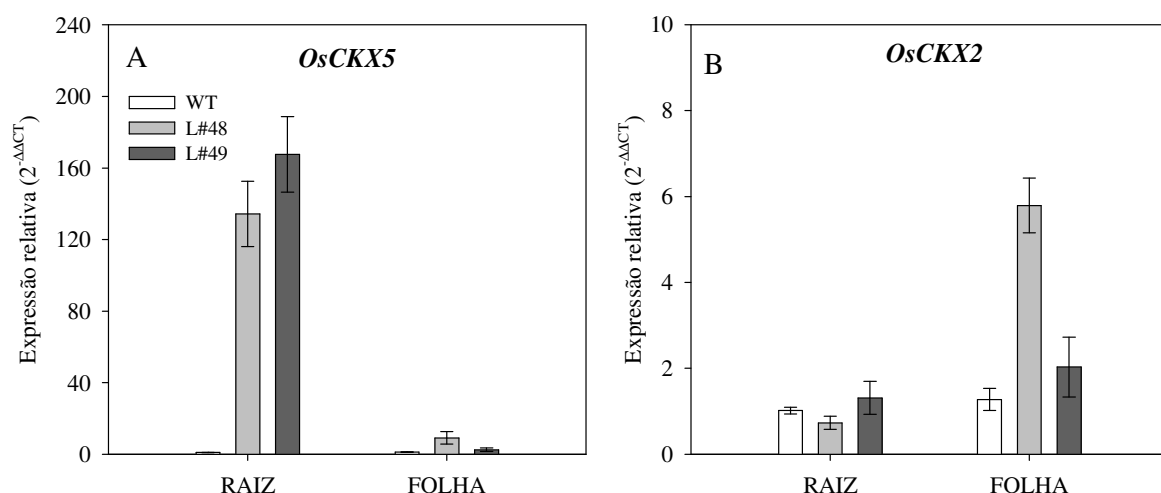 A
OsCKX5
WT
L#48
L#49
Expressão relativa (2^-ΔΔCT)
240
200
160
120
80
40
0
RAIZ FOLHA
B
OsCKX2
Expressão relativa (2^-ΔΔCT)
10
8
6
4
2
0
RAIZ FOLHA